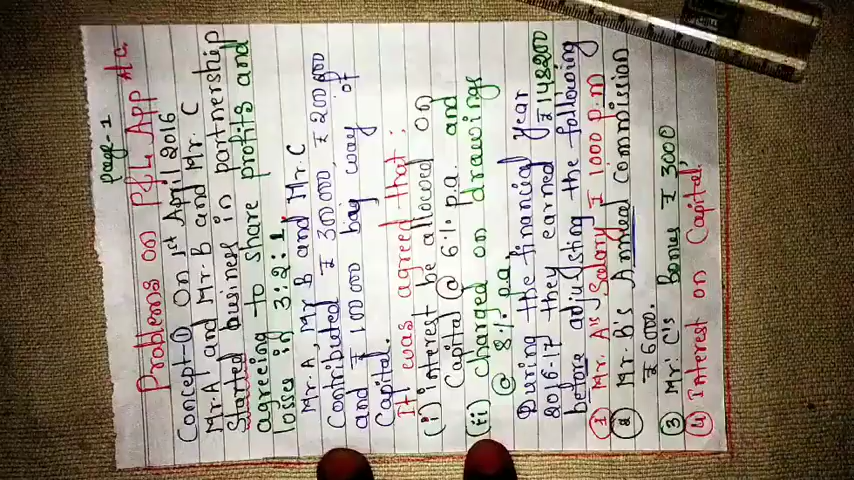 page-1
Problems on P&L App A/c.
Concept-① On 1st April 2016
Mr.A and Mr.B and Mr. C
Started business in partnership
agreeing to share profits and
losses in 3:2:1.
Mr.A, Mr B and Mr. C
Contributed ₹ 300000, ₹ 200000
and ₹ 100000 bay way of
Capital.
It was agreed that:
(i) interest be allowed on
Capital @ 6% p.a. and
(ii) charged on drawings
@ 8% p.a.
During the financial year
2016-17 they earned ₹148200
before adjusting the following
① Mr. A's Salary ₹ 1000 p.m
② Mr. B's Annual Commission
₹ 6000.
③ Mr. C's Bonus ₹ 3000
④ Interest on Capital.